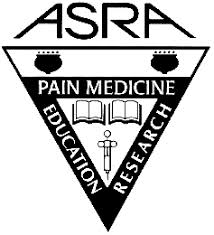 ASRA
PAIN MEDICINE
EDUCATION
RESEARCH